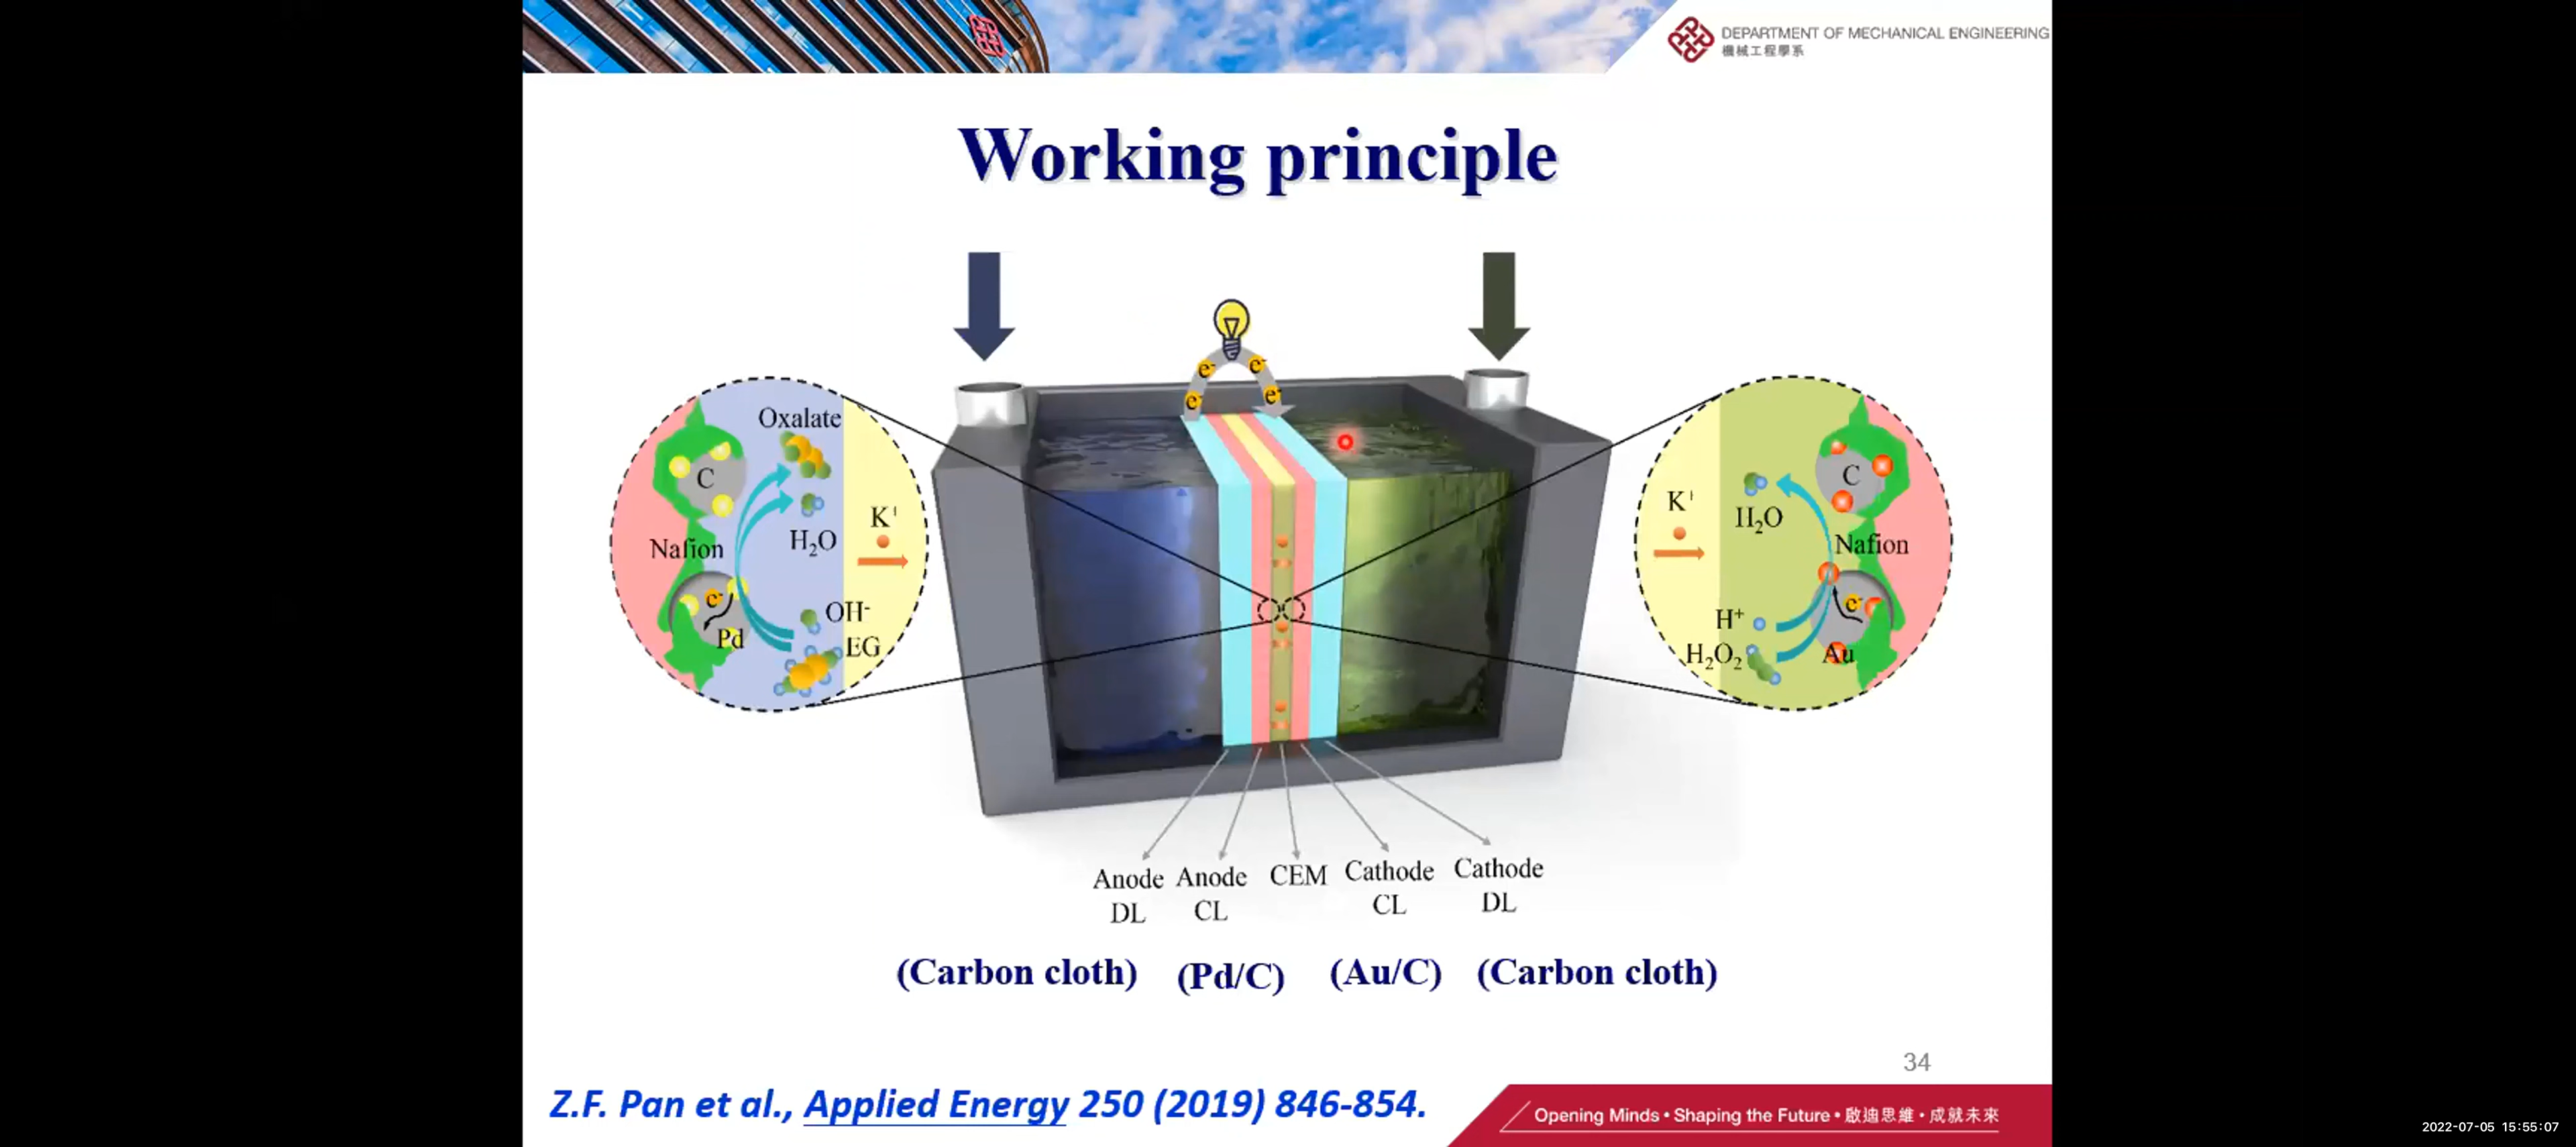 DEPARTMENT OF MECHANICAL ENGINEERING
機械工程學系
Working principle
e-
e-
e-
e-
Oxalate
C
K+
H2O
Nafion
e-
OH-
Pd
EG
K+
C
H2O
Nafion
H+
e-
H2O2
Au
Anode DL
Anode CL
CEM
Cathode CL
Cathode DL
(Carbon cloth) (Pd/C) (Au/C) (Carbon cloth)
34
Z.F. Pan et al., Applied Energy 250 (2019) 846-854.
Opening Minds • Shaping the Future • 啟迪思維 • 成就未來
2022-07-05 15:55:07